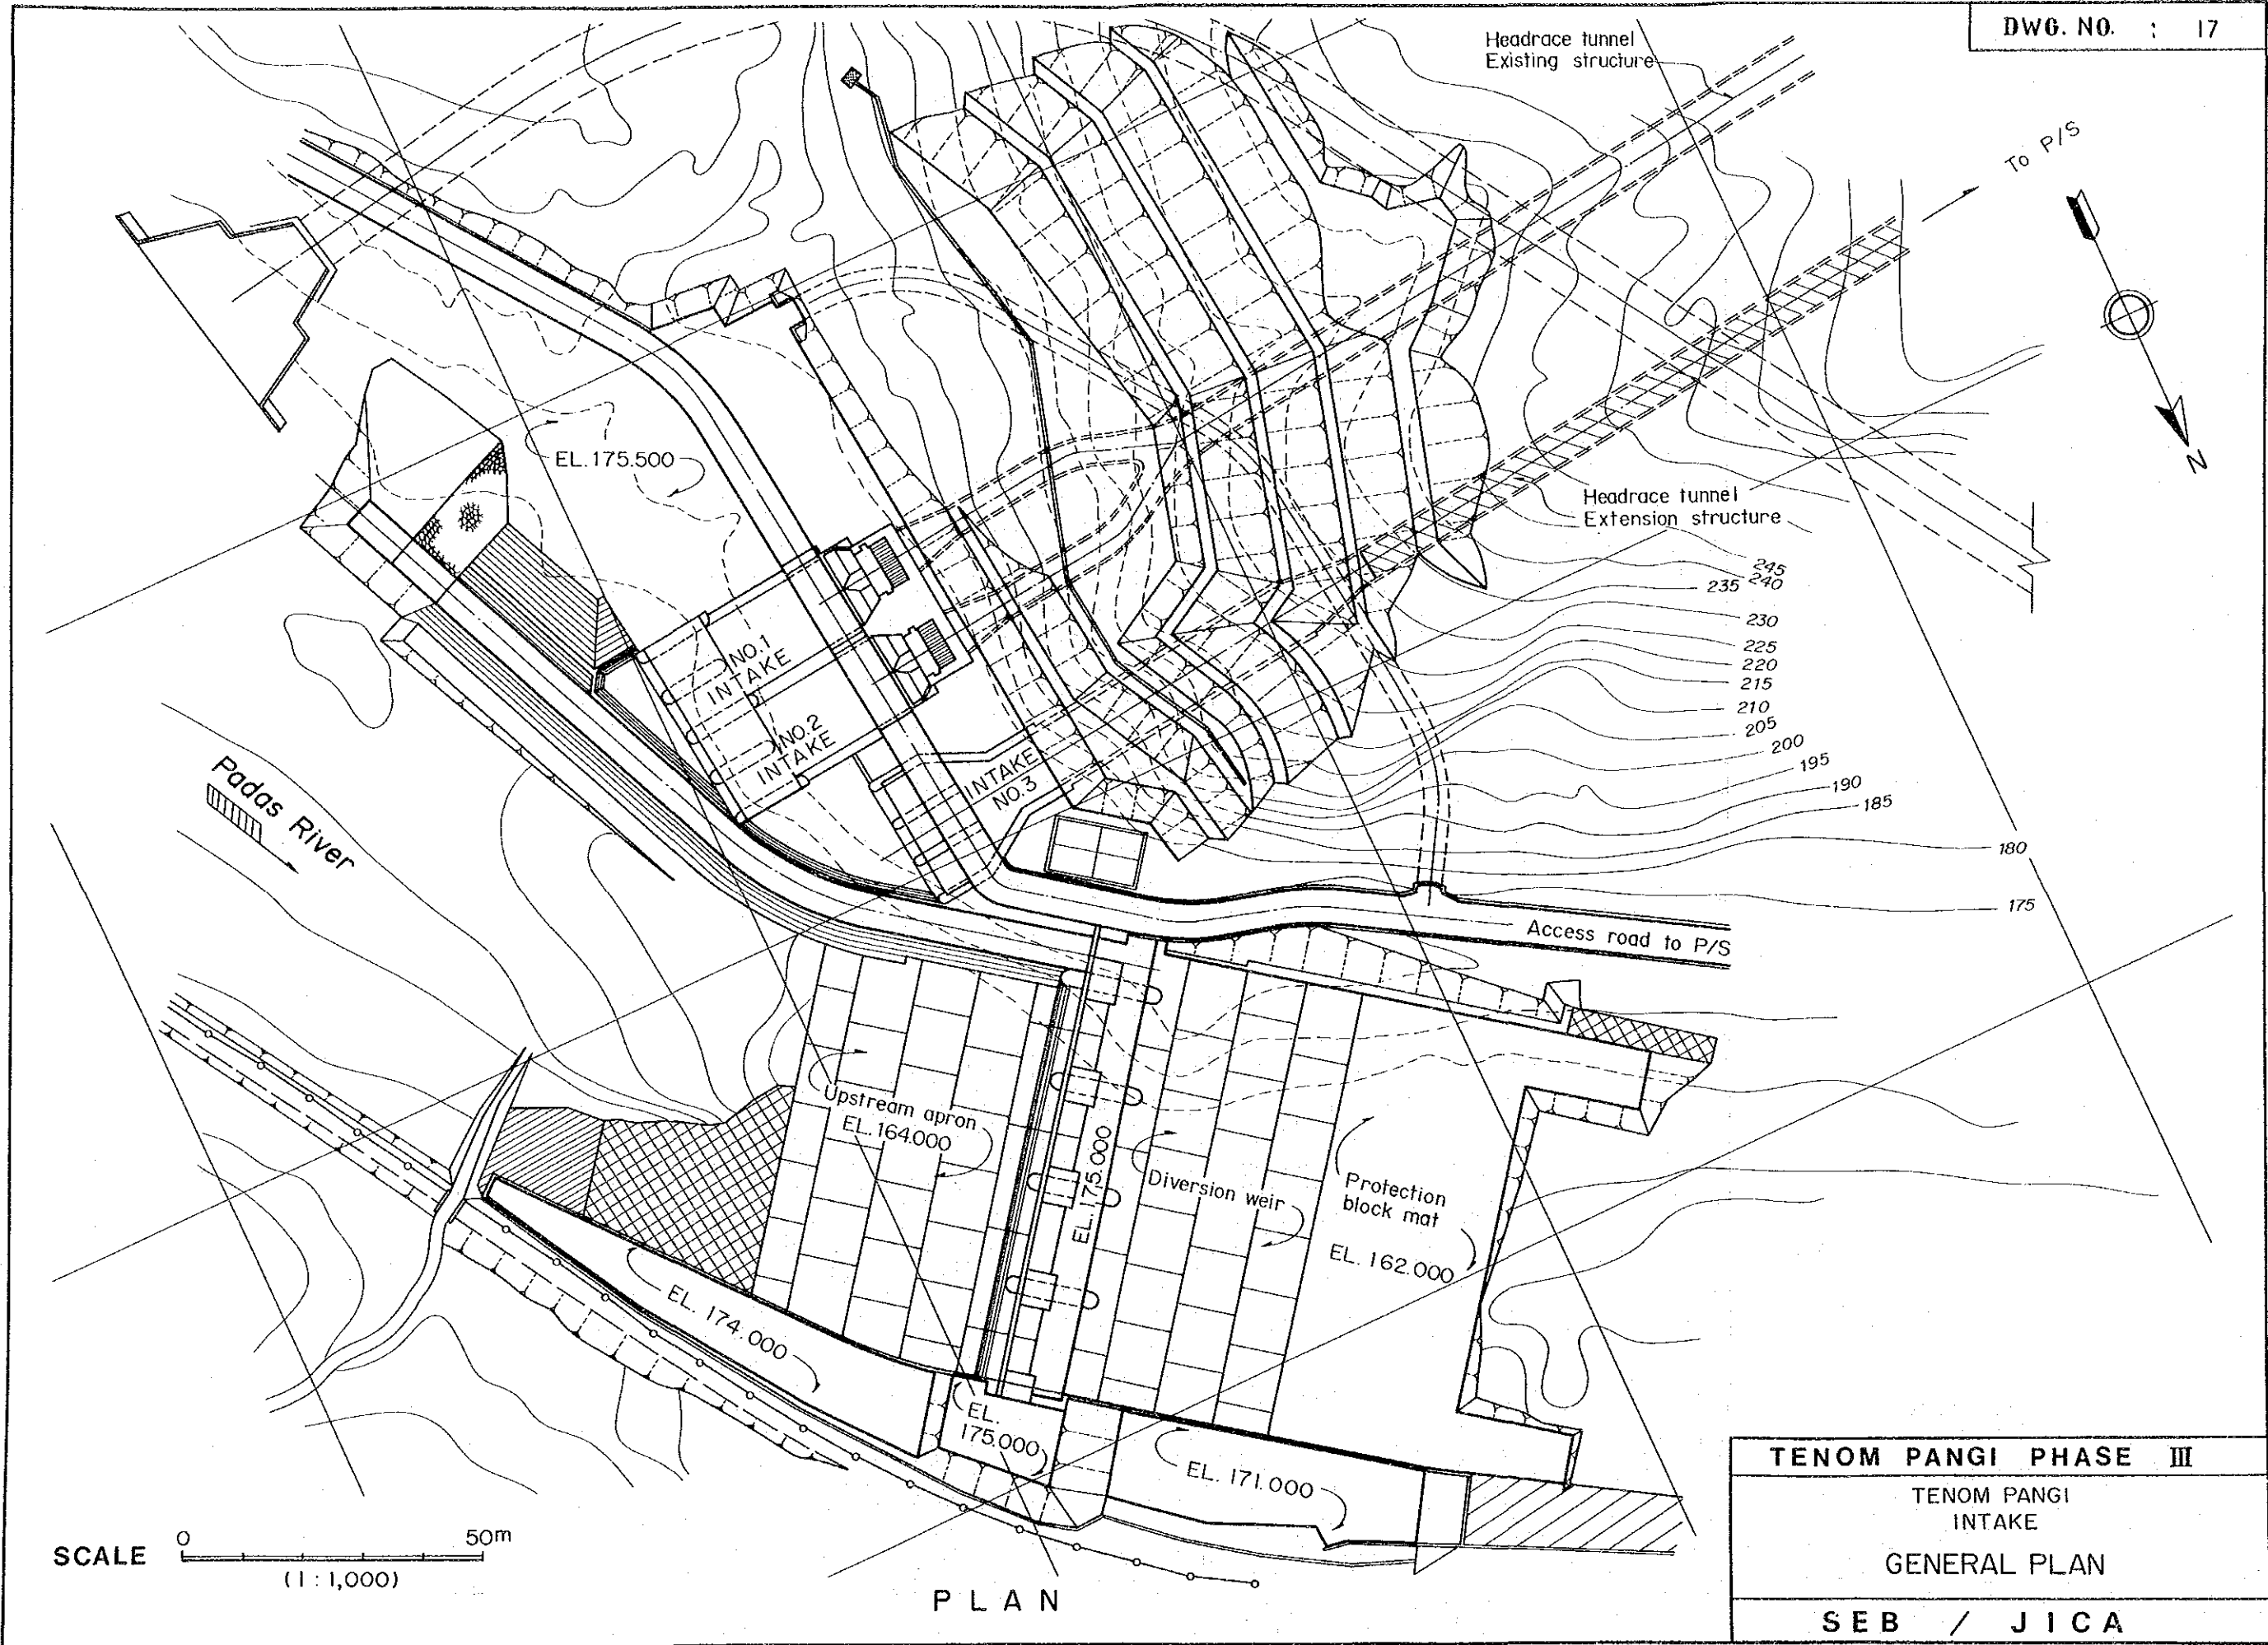 DWG. NO. : 17
Headrace tunnel
Existing structure
To P/S
N
EL. 175.500
Headrace tunnel
Extension structure
245
240
235
230
225
220
215
210
205
200
195
190
185
180
175
NO.1
INTAKE
NO.2
INTAKE
INTAKE
NO.3
Padas River
Access road to P/S
Upstream apron
EL. 164.000
EL. 175.000
Diversion weir
Protection
block mat
EL. 162.000
EL. 174.000
EL.
175.000
EL. 171.000
SCALE 0 50m
(1 : 1,000)
PLAN
TENOM PANGI PHASE III
TENOM PANGI
INTAKE
GENERAL PLAN
SEB / JICA